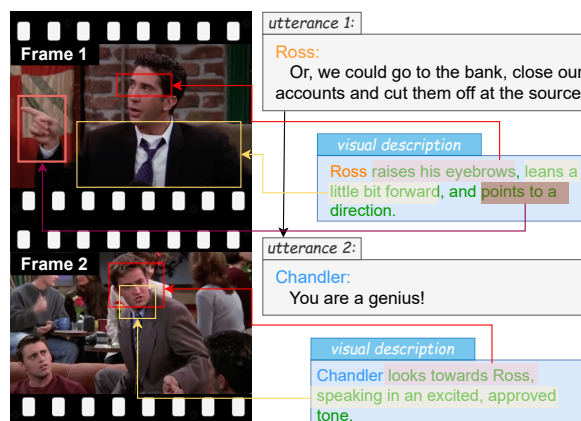 Frame 1
utterance 1:
Ross:
Or, we could go to the bank, close our
accounts and cut them off at the source
visual description
Ross raises his eyebrows, leans a
little bit forward, and points to a
direction.
utterance 2:
Frame 2
Chandler:
You are a genius!
visual description
Chandler looks towards Ross,
speaking in an excited, approved
tone.